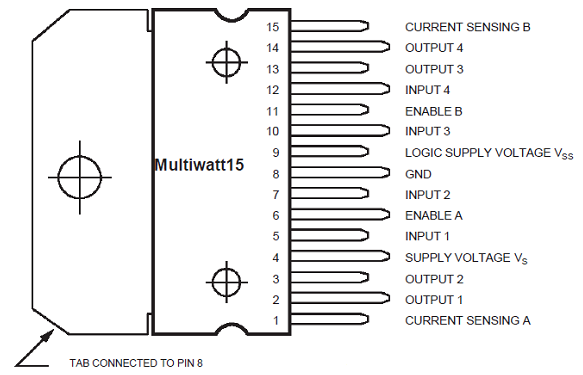 15 CURRENT SENSING B
14 OUTPUT 4
13 OUTPUT 3
12 INPUT 4
11 ENABLE B
10 INPUT 3
9 LOGIC SUPPLY VOLTAGE VSS
Multiwatt15
8 GND
7 INPUT 2
6 ENABLE A
5 INPUT 1
4 SUPPLY VOLTAGE VS
3 OUTPUT 2
2 OUTPUT 1
1 CURRENT SENSING A
TAB CONNECTED TO PIN 8